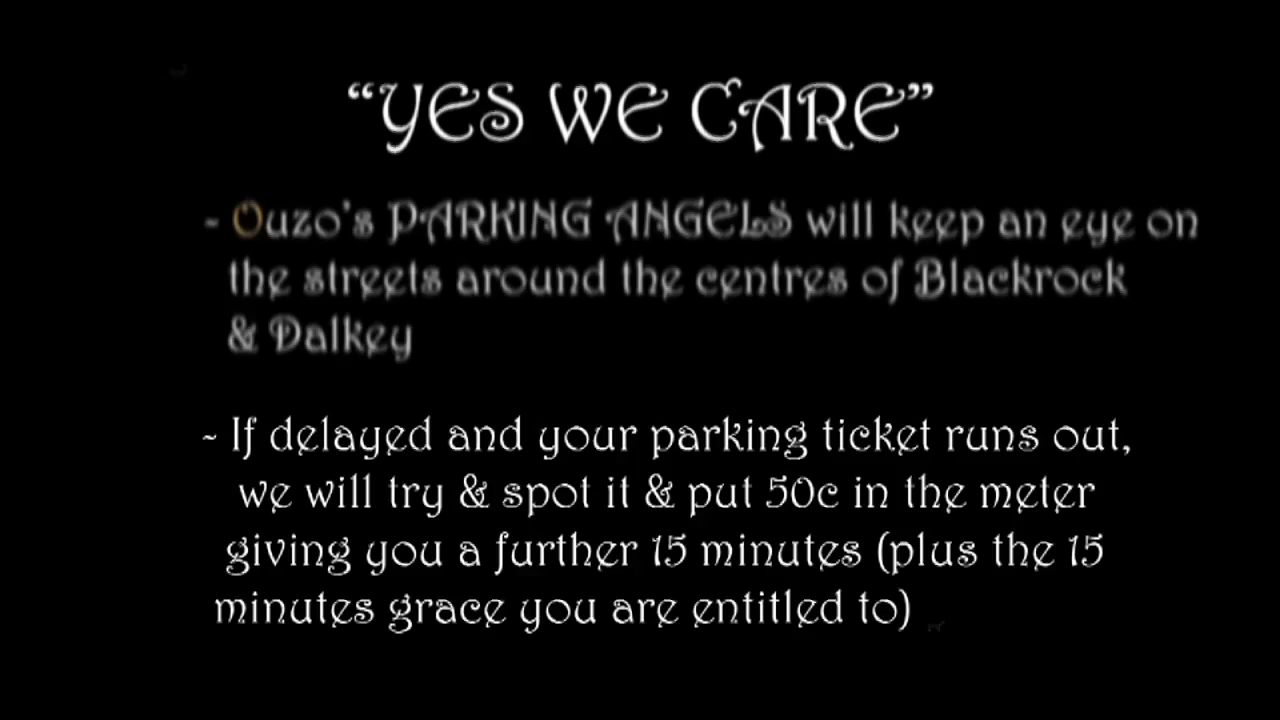 “YES WE CARE”
- Ouzo's PARKING ANGELS will keep an eye on
the streets around the centres of Blackrock
& Dalkey
- If delayed and your parking ticket runs out,
we will try & spot it & put 50c in the meter
giving you a further 15 minutes (plus the 15
minutes grace you are entitled to)